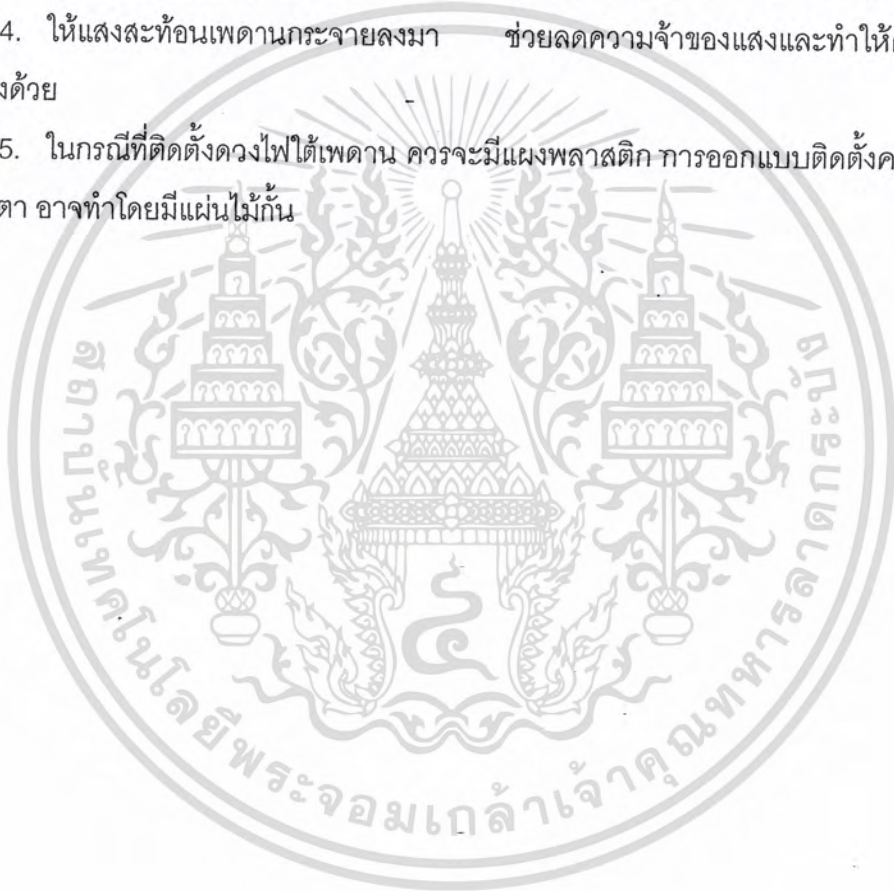 4. ให้แสงสะท้อนเพดานกระจายลงมา ช่วยลดความจ้าของแสงและทำให้
งด้วย
5. ในกรณีที่ติดตั้งดวงไฟใต้เพดาน ควรจะมีแผงพลาสติก การออกแบบติดตั้ง
ตา อาจทำโดยมีแผ่นไม้กั้น
สถาบันเทคโนโลยีพระจอมเกล้าเจ้าคุณทหารลาดกระบัง
๔